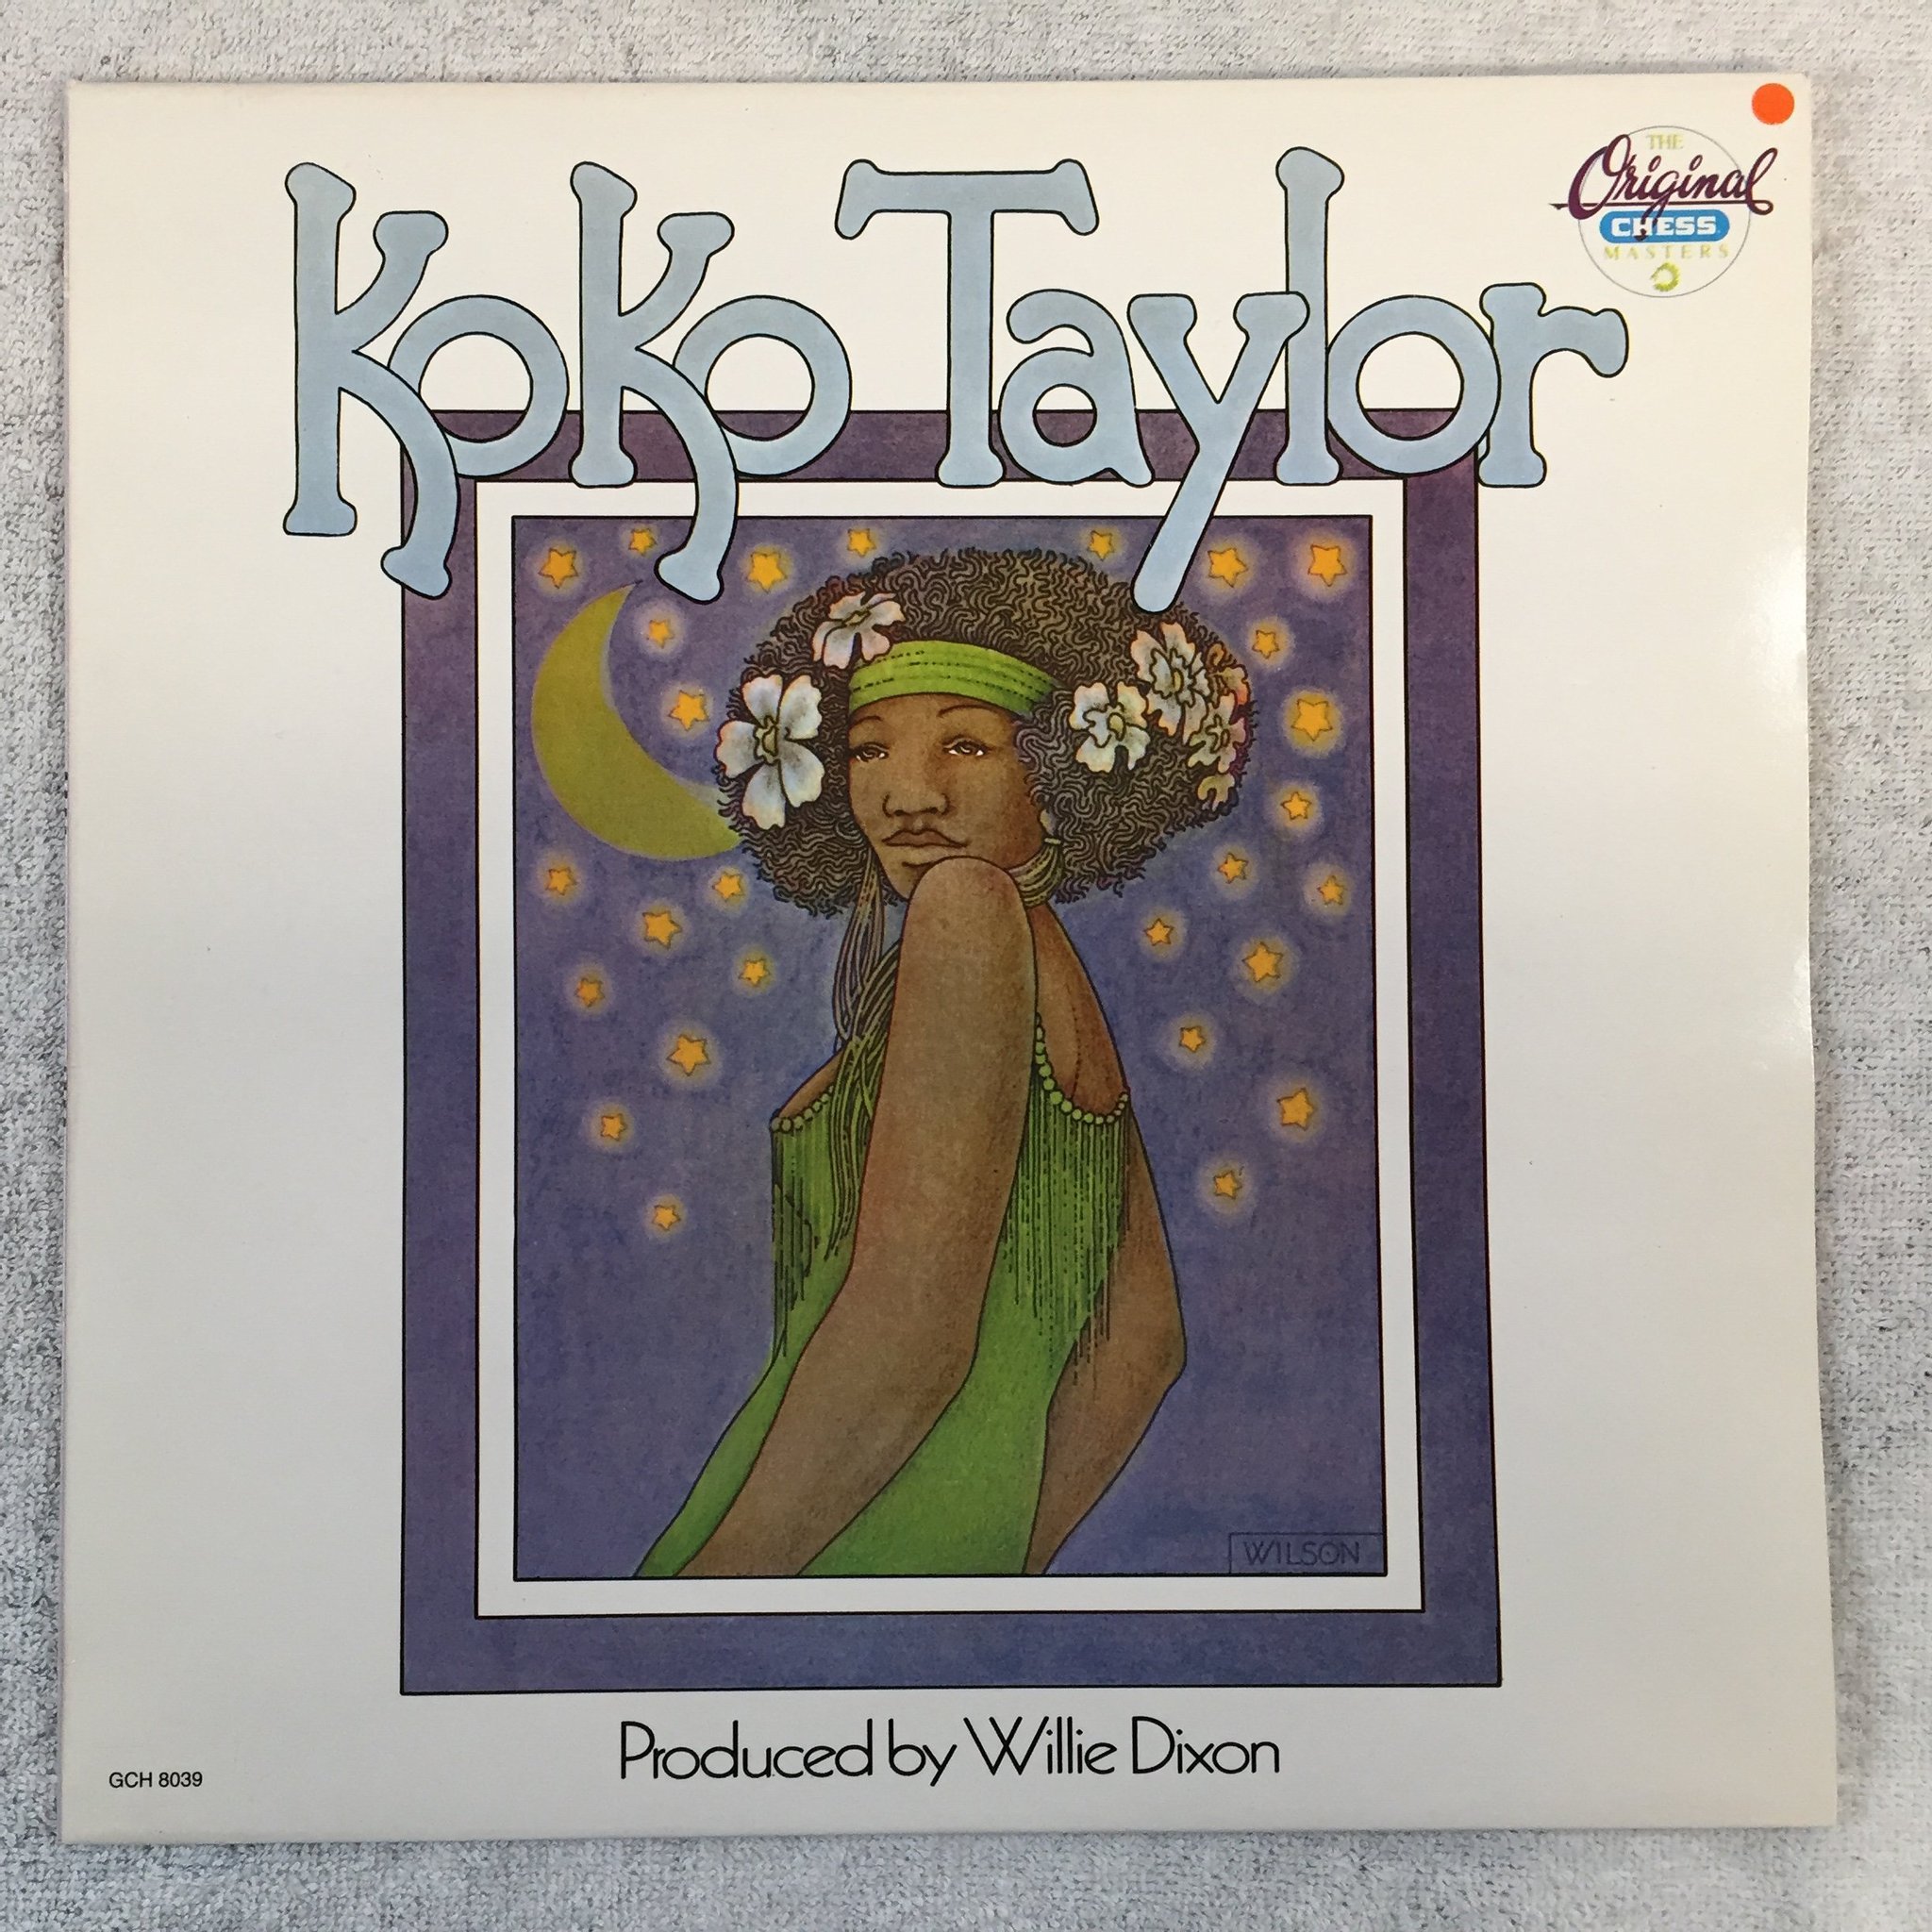 Koko Taylor
THE
Original
CHESS
MASTERS
WILSON
Produced by Willie Dixon
GCH 8039